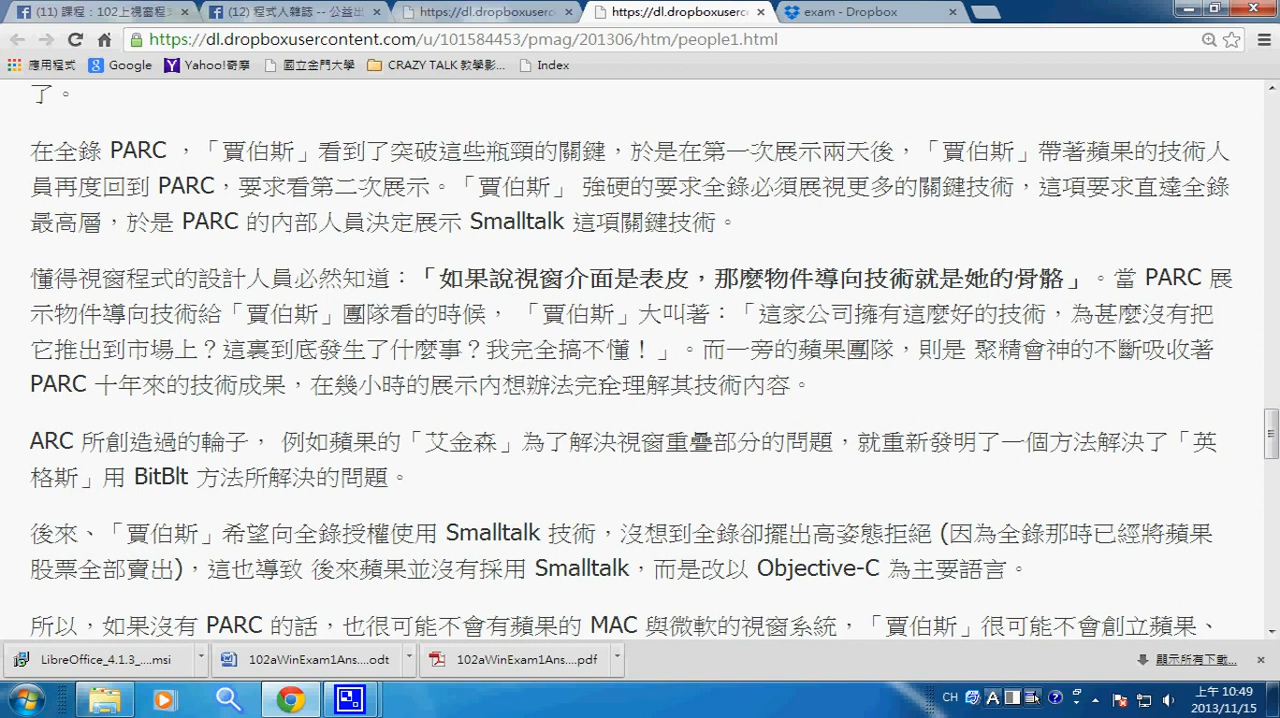 (11) 課程：102上視窗程式
(12) 程式人雜誌 -- 公益出
https://dl.dropboxusercont
https://dl.dropboxusercont
exam - Dropbox
https://dl.dropboxusercontent.com/u/101584453/pmag/201306/htm/people1.html
應用程式 Google Yahoo!奇摩 國立金門大學 CRAZY TALK 教學影... Index
了。
在全錄 PARC ，「賈伯斯」看到了突破這些瓶頸的關鍵，於是在第一次展示兩天後，「賈伯斯」帶著蘋果的技術人
員再度回到 PARC，要求看第二次展示。「賈伯斯」 強硬的要求全錄必須展視更多的關鍵技術，這項要求直達全錄
最高層，於是 PARC 的內部人員決定展示 Smalltalk 這項關鍵技術。
懂得視窗程式的設計人員必然知道：「如果說視窗介面是表皮，那麼物件導向技術就是她的骨骼」。當 PARC 展
示物件導向技術給「賈伯斯」團隊看的時候， 「賈伯斯」大叫著：「這家公司擁有這麼好的技術，為甚麼沒有把
它推出到市場上？這裏到底發生了什麼事？我完全搞不懂！」。而一旁的蘋果團隊，則是 聚精會神的不斷吸收著
PARC 十年來的技術成果，在幾小時的展示內想辦法完全理解其技術內容。
ARC 所創造過的輪子， 例如蘋果的「艾金森」為了解決視窗重疊部分的問題，就重新發明了一個方法解決了「英
格斯」用 BitBlt 方法所解決的問題。
後來、「賈伯斯」希望向全錄授權使用 Smalltalk 技術，沒想到全錄卻擺出高姿態拒絕 (因為全錄那時已經將蘋果
股票全部賣出)，這也導致 後來蘋果並沒有採用 Smalltalk，而是改以 Objective-C 為主要語言。
所以，如果沒有 PARC 的話，也很可能不會有蘋果的 MAC 與微軟的視窗系統，「賈伯斯」很可能不會創立蘋果、
LibreOffice_4.1.3_....msi 102aWinExam1Ans....odt 102aWinExam1Ans....pdf 顯示所有下載...
CH A 上午 10:49
2013/11/15